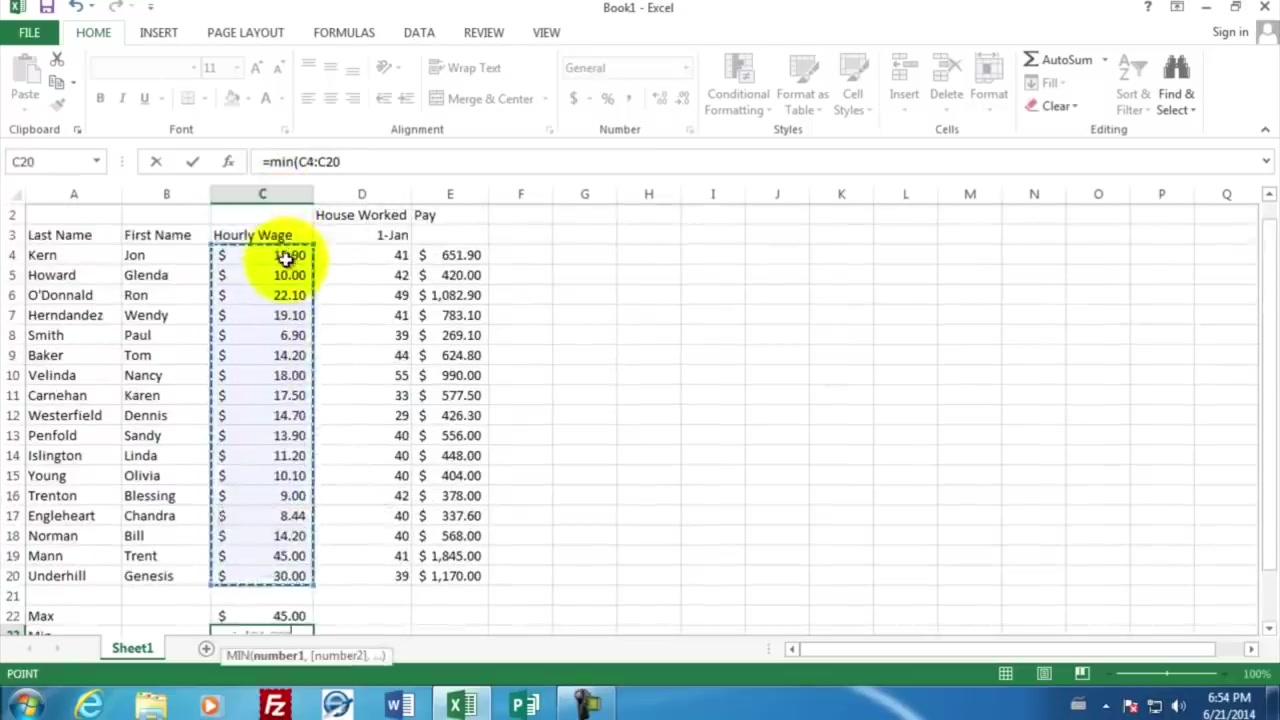 Book1 - Excel
?
FILE HOME INSERT PAGE LAYOUT FORMULAS DATA REVIEW VIEW Sign in
Paste
11 A A
B I U A
Wrap Text
Merge & Center
General
$ % ,
Conditional Formatting
Format as Table
Cell Styles
Insert Delete Format
AutoSum
Fill
Clear
Sort & Filter
Find & Select
Clipboard Font Alignment Number Styles Cells Editing
C20 fx =min(C4:C20
A B C D E F G H I J K L M N O P Q
2 House Worked Pay
3 Last Name First Name Hourly Wage 1-Jan
4 Kern Jon $ 41 $ 651.90
5 Howard Glenda $ 10.00 42 $ 420.00
6 O'Donnald Ron $ 22.10 49 $ 1,082.90
7 Herndandez Wendy $ 19.10 41 $ 783.10
8 Smith Paul $ 6.90 39 $ 269.10
9 Baker Tom $ 14.20 44 $ 624.80
10 Velinda Nancy $ 18.00 55 $ 990.00
11 Carnehan Karen $ 17.50 33 $ 577.50
12 Westerfield Dennis $ 14.70 29 $ 426.30
13 Penfold Sandy $ 13.90 40 $ 556.00
14 Islington Linda $ 11.20 40 $ 448.00
15 Young Olivia $ 10.10 40 $ 404.00
16 Trenton Blessing $ 9.00 42 $ 378.00
17 Engleheart Chandra $ 8.44 40 $ 337.60
18 Norman Bill $ 14.20 40 $ 568.00
19 Mann Trent $ 45.00 41 $ 1,845.00
20 Underhill Genesis $ 30.00 39 $ 1,170.00
21
22 Max $ 45.00
23 Min
Sheet1
MIN(number1, [number2], ...)
POINT 100%
6:54 PM
6/21/2014